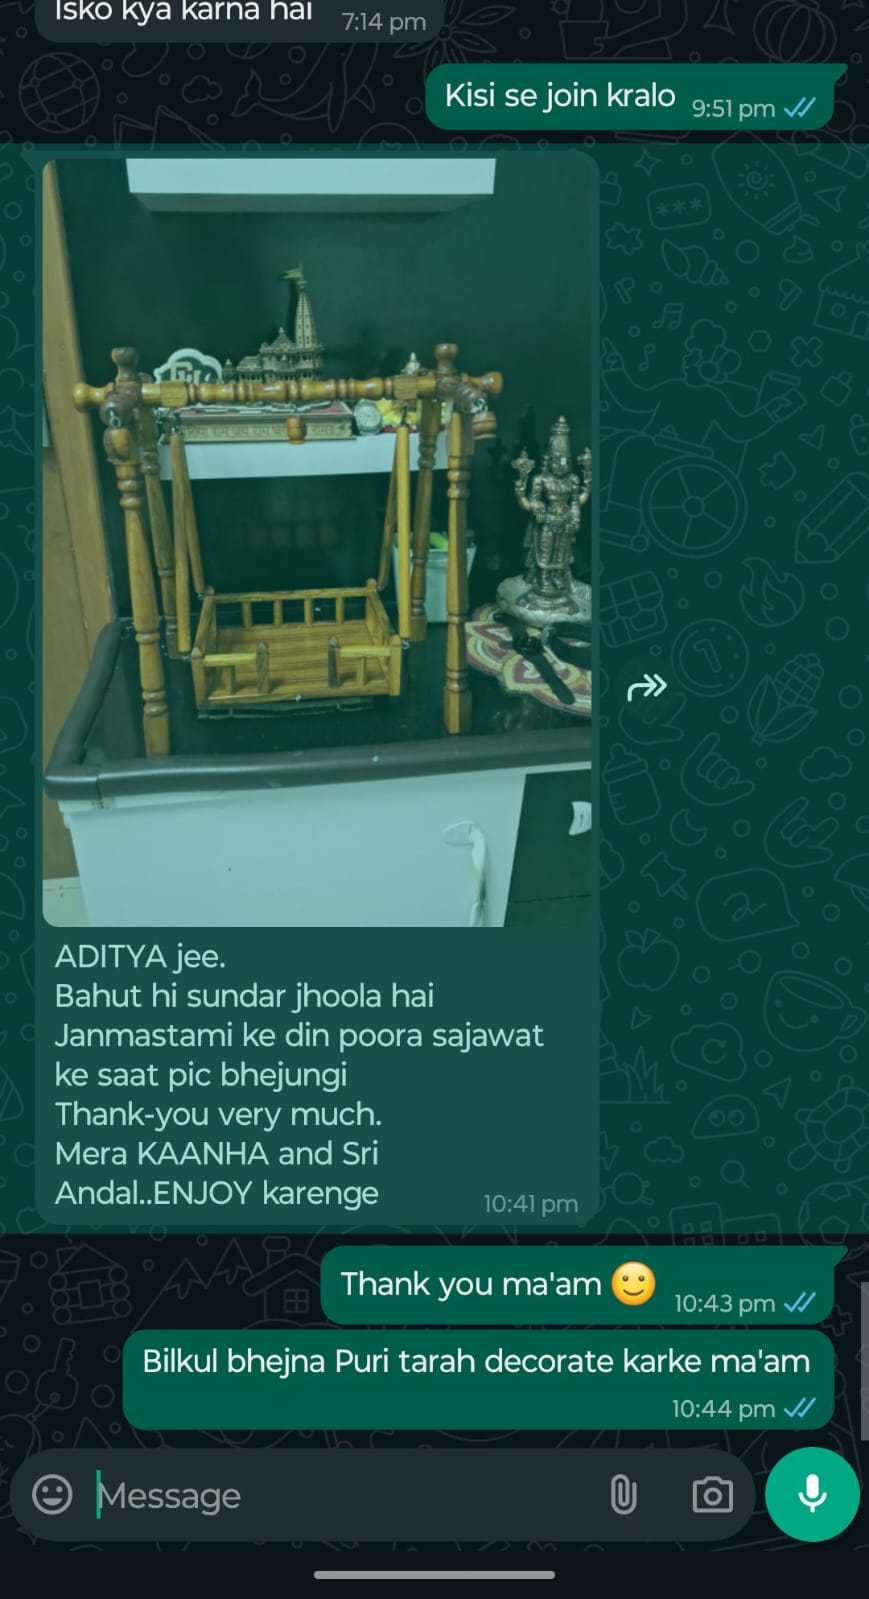 Isko kya karna hai 7:14 pm
Kisi se join kralo 9:51 pm
ADITYA jee.
Bahut hi sundar jhoola hai
Janmastami ke din poora sajawat
ke saat pic bhejungi
Thank-you very much.
Mera KAANHA and Sri
Andal..ENJOY karenge 10:41 pm
Thank you ma'am 🙂 10:43 pm
Bilkul bhejna Puri tarah decorate karke ma'am
10:44 pm
Message